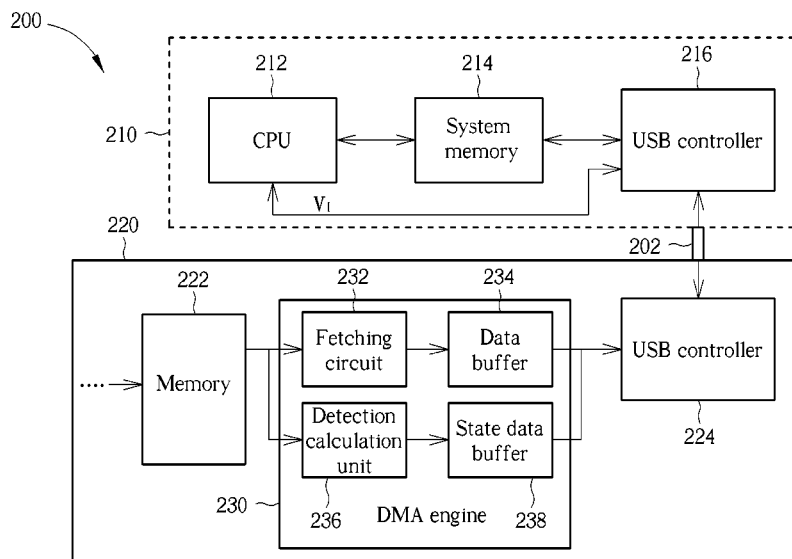 200
212
214
216
210
CPU
System
memory
USB controller
V_I
220
202
222
232
234
Fetching
circuit
Data
buffer
USB controller
....
Memory
Detection
calculation
unit
State data
buffer
224
230
236
DMA engine
238